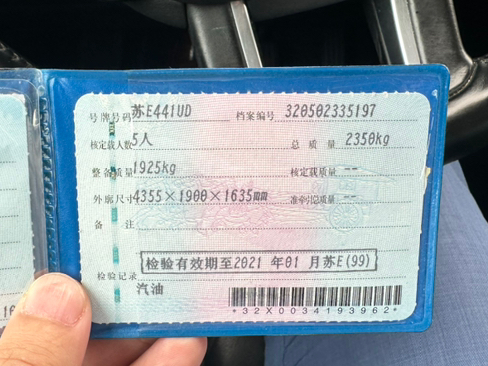 号牌号码 苏E441UD 档案编号 320502335197
核定载人数 5人 总质量 2350kg
整备质量 1925kg 核定载质量 --
外廓尺寸 4355×1900×1635mm 准牵引总质量 --
备注
检验有效期至2021 年01 月苏E(99)
检验记录
汽油
*32X0034193962*